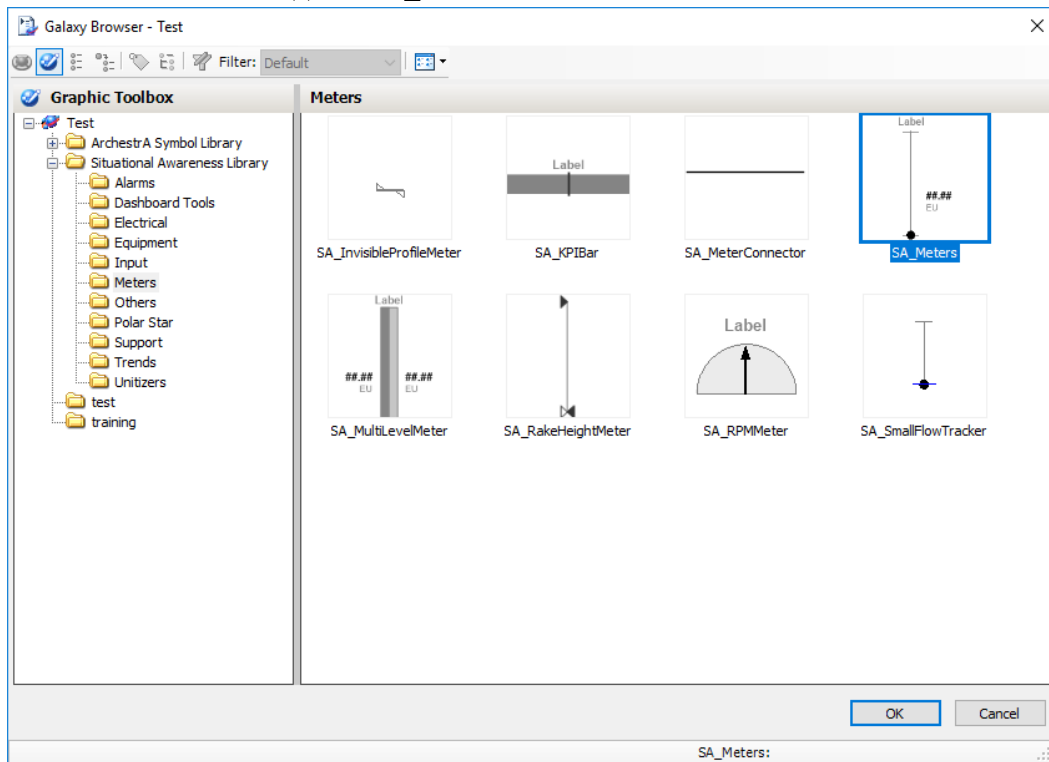 Galaxy Browser - Test
Filter: Default
Graphic Toolbox
Test
ArchestrA Symbol Library
Situational Awareness Library
Alarms
Dashboard Tools
Electrical
Equipment
Input
Meters
Others
Polar Star
Support
Trends
Unitizers
test
training
Meters
Label
Label
##.##
EU
SA_InvisibleProfileMeter
SA_KPIBar
SA_MeterConnector
SA_Meters
Label
##.## ##.##
EU EU
Label
SA_MultiLevelMeter
SA_RakeHeightMeter
SA_RPMMeter
SA_SmallFlowTracker
OK
Cancel
SA_Meters: